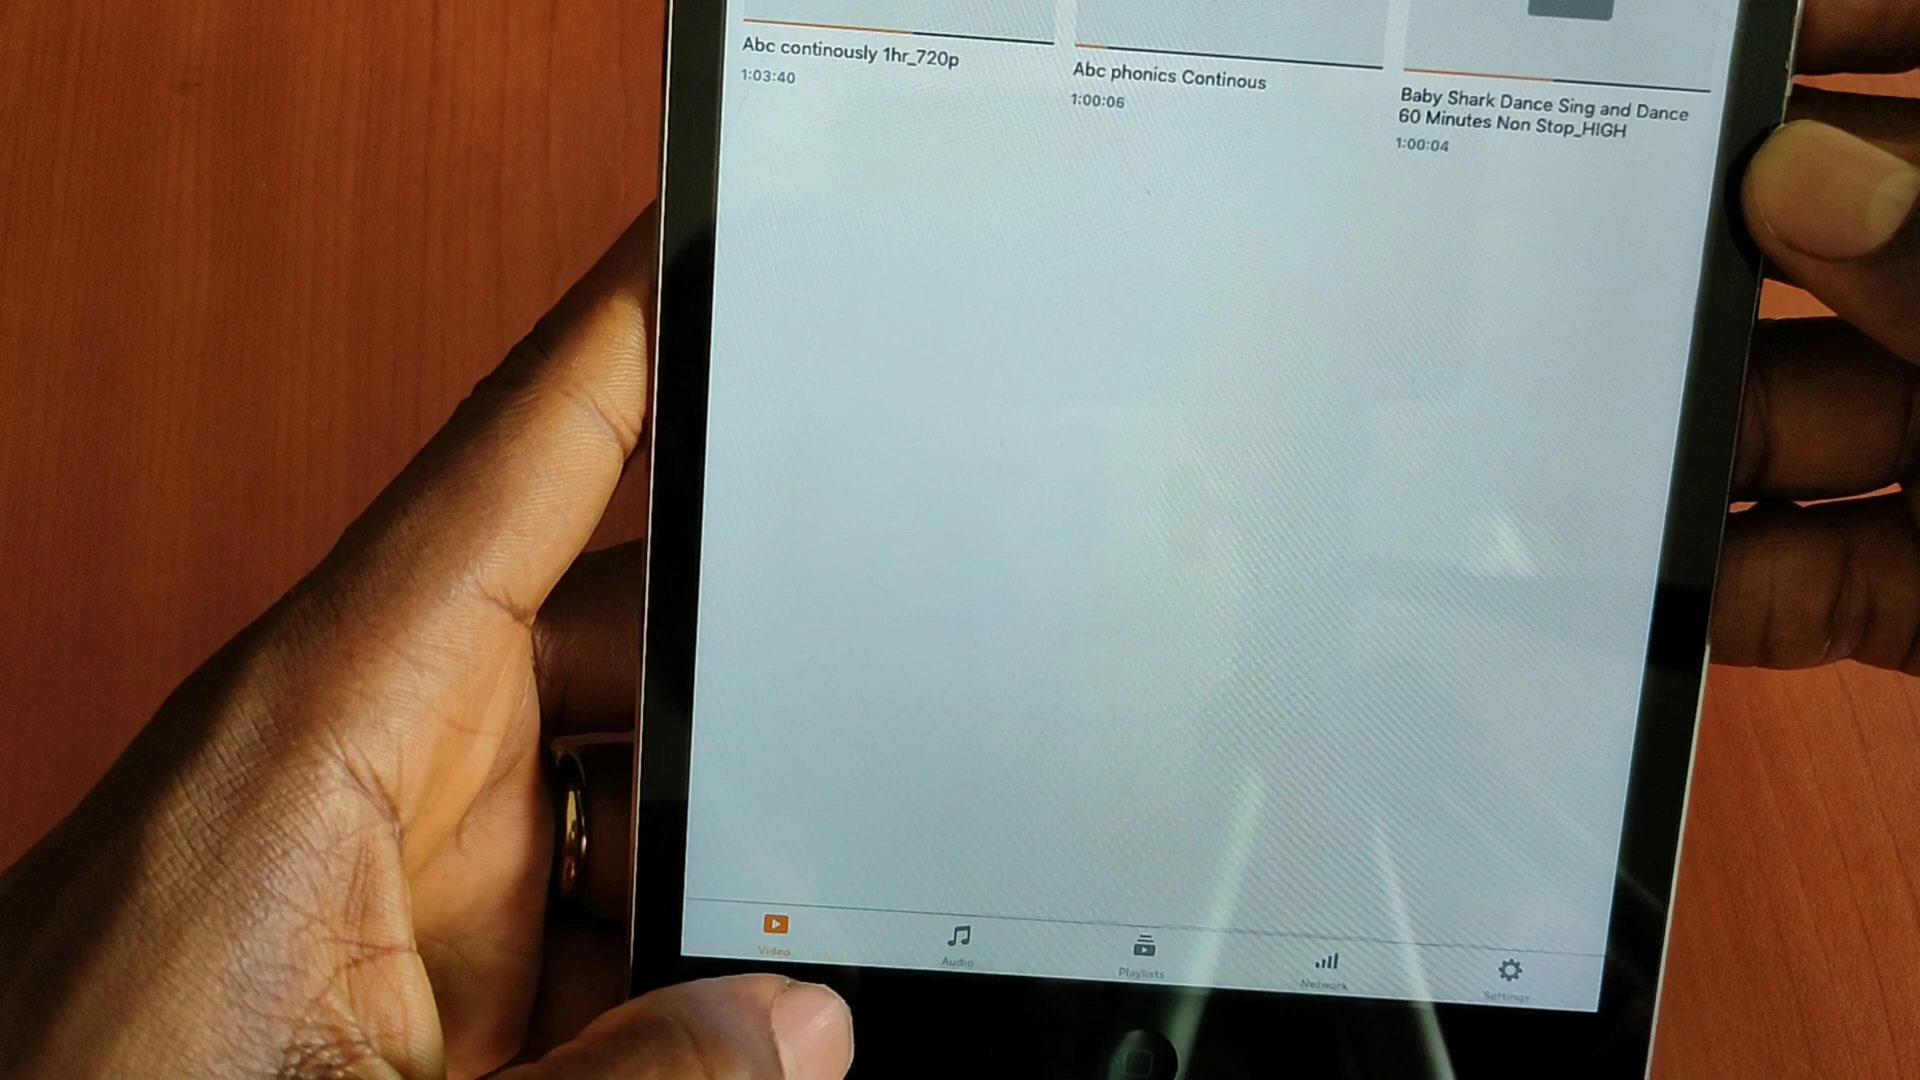 Abc continously 1hr_720p
1:03:40
Abc phonics Continous
1:00:06
Baby Shark Dance Sing and Dance
60 Minutes Non Stop_HIGH
1:00:04
Video
Audio
Playlists
Network
Settings